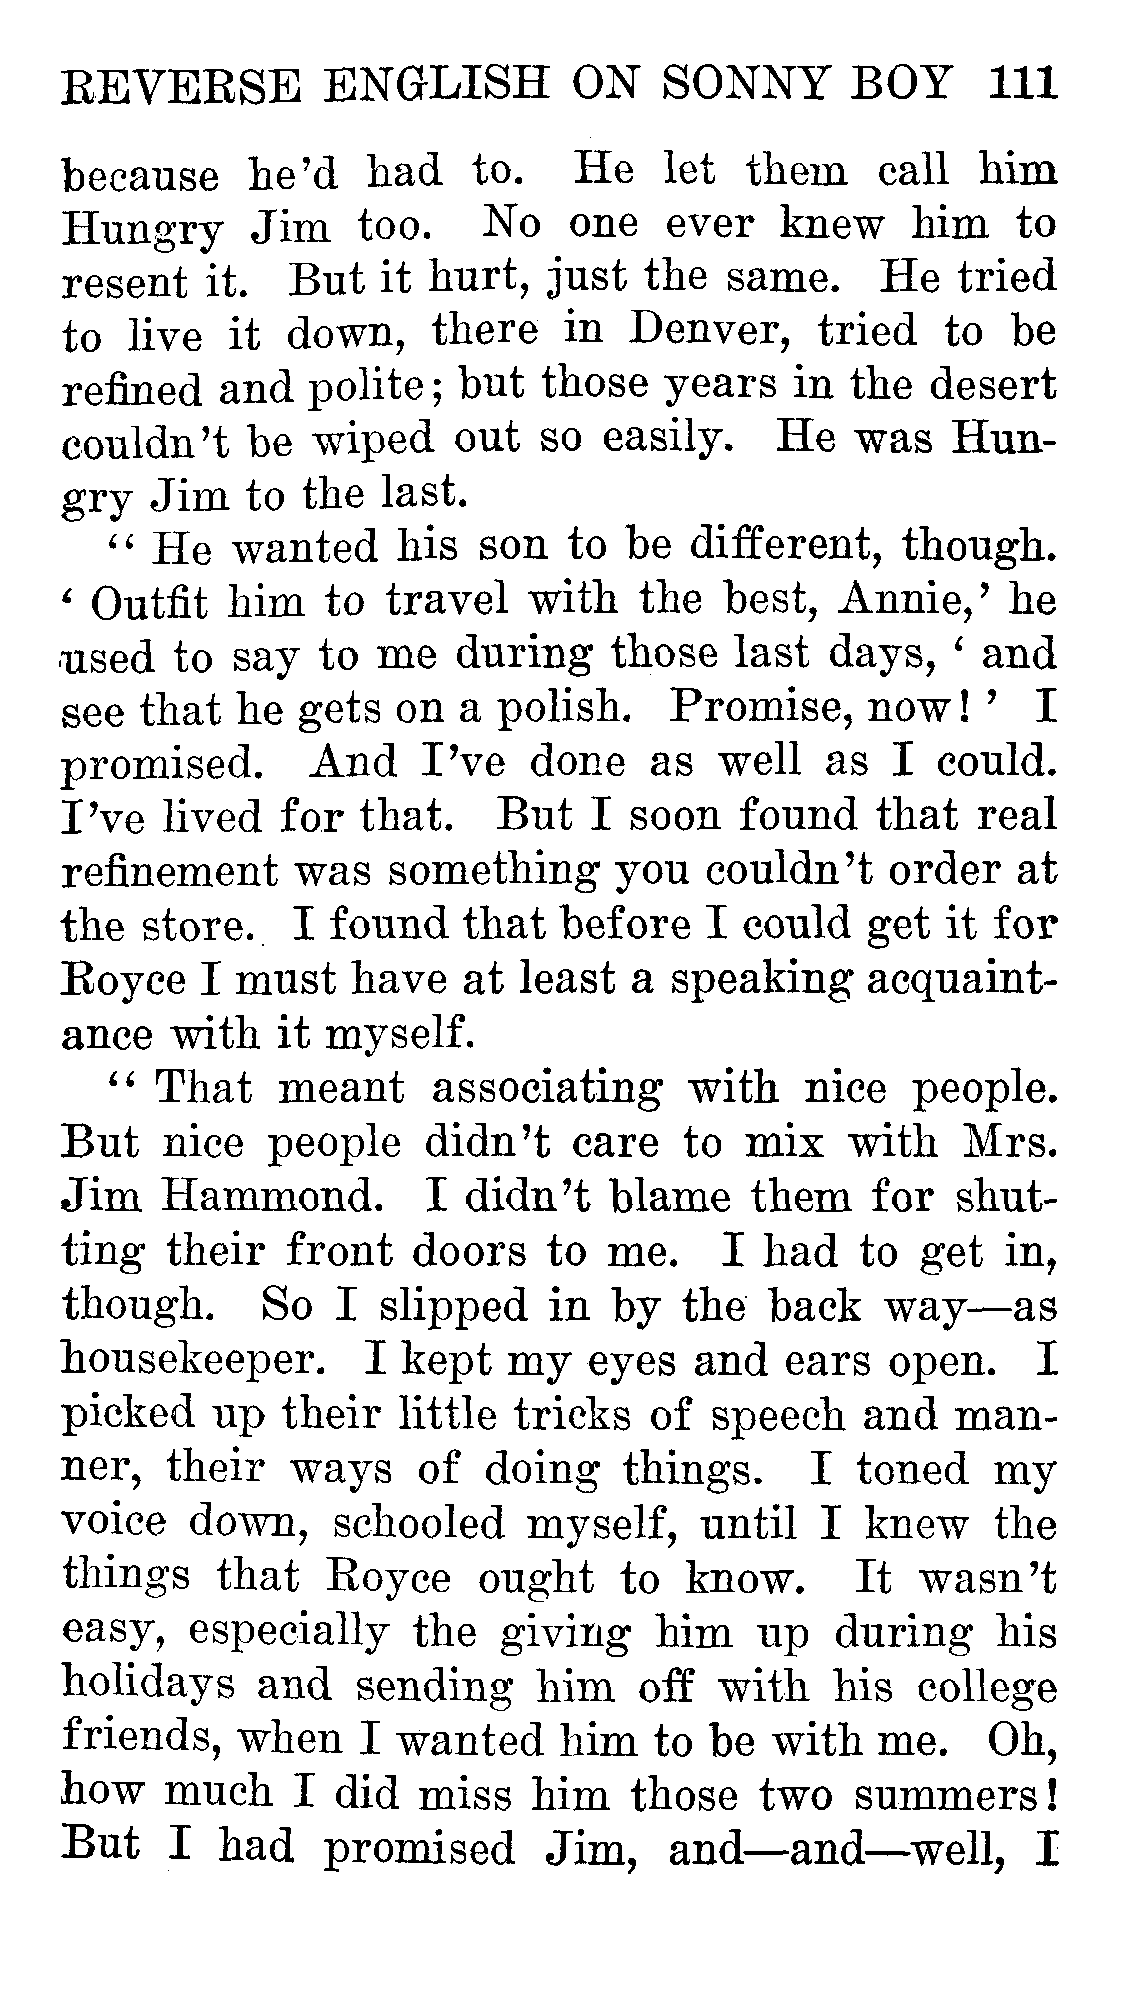 REVERSE ENGLISH ON SONNY BOY 111
because he'd had to. He let them call him
Hungry Jim too. No one ever knew him to
resent it. But it hurt, just the same. He tried
to live it down, there in Denver, tried to be
refined and polite; but those years in the desert
couldn't be wiped out so easily. He was Hun-
gry Jim to the last.
“ He wanted his son to be different, though.
‘ Outfit him to travel with the best, Annie,’ he
used to say to me during those last days, ‘ and
see that he gets on a polish. Promise, now! ’ I
promised. And I've done as well as I could.
I've lived for that. But I soon found that real
refinement was something you couldn't order at
the store. I found that before I could get it for
Royce I must have at least a speaking acquaint-
ance with it myself.
“ That meant associating with nice people.
But nice people didn't care to mix with Mrs.
Jim Hammond. I didn't blame them for shut-
ting their front doors to me. I had to get in,
though. So I slipped in by the back way—as
housekeeper. I kept my eyes and ears open. I
picked up their little tricks of speech and man-
ner, their ways of doing things. I toned my
voice down, schooled myself, until I knew the
things that Royce ought to know. It wasn't
easy, especially the giving him up during his
holidays and sending him off with his college
friends, when I wanted him to be with me. Oh,
how much I did miss him those two summers!
But I had promised Jim, and—and—well, I